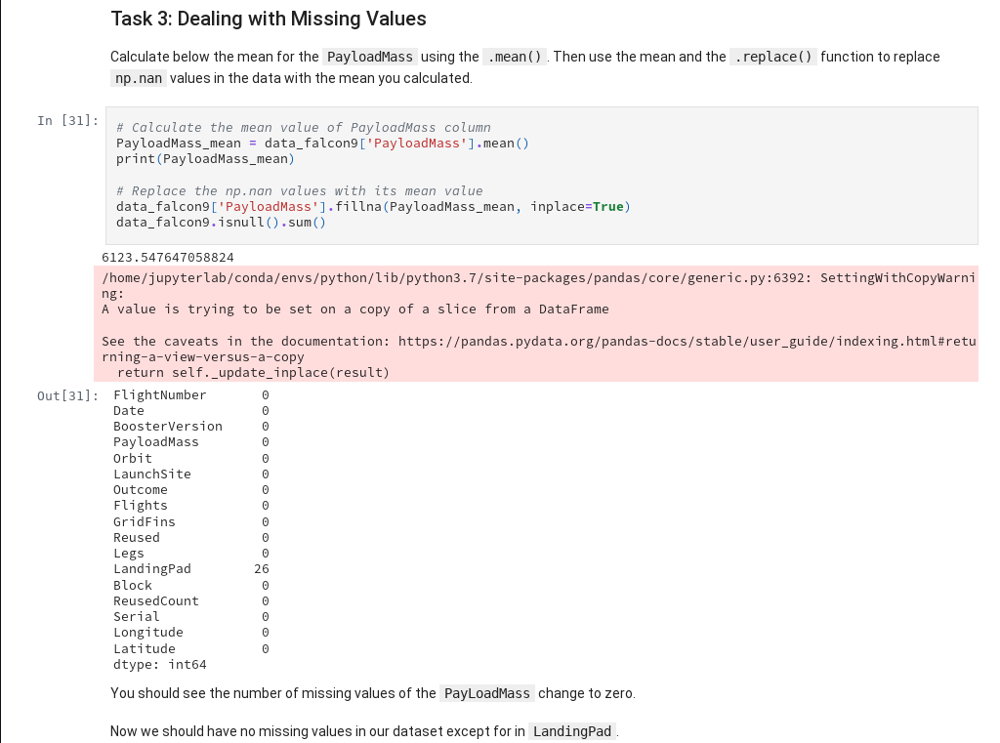 Task 3: Dealing with Missing Values
Calculate below the mean for the PayloadMass using the .mean() . Then use the mean and the .replace() function to replace
np.nan values in the data with the mean you calculated.
In [31]:
# Calculate the mean value of PayloadMass column
PayloadMass_mean = data_falcon9['PayloadMass'].mean()
print(PayloadMass_mean)
# Replace the np.nan values with its mean value
data_falcon9['PayloadMass'].fillna(PayloadMass_mean, inplace=True)
data_falcon9.isnull().sum()
6123.547647058824
/home/jupyterlab/conda/envs/python/lib/python3.7/site-packages/pandas/core/generic.py:6392: SettingWithCopyWarni
ng:
A value is trying to be set on a copy of a slice from a DataFrame
See the caveats in the documentation: https://pandas.pydata.org/pandas-docs/stable/user_guide/indexing.html#retu
rning-a-view-versus-a-copy
return self._update_inplace(result)
Out[31]: FlightNumber 0
Date 0
BoosterVersion 0
PayloadMass 0
Orbit 0
LaunchSite 0
Outcome 0
Flights 0
GridFins 0
Reused 0
Legs 0
LandingPad 26
Block 0
ReusedCount 0
Serial 0
Longitude 0
Latitude 0
dtype: int64
You should see the number of missing values of the PayLoadMass change to zero.
Now we should have no missing values in our dataset except for in LandingPad .